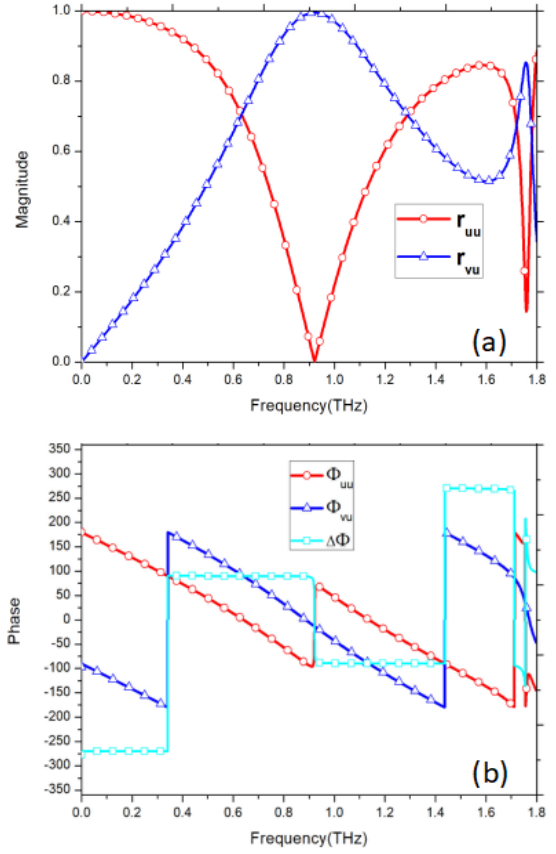 1.0
0.8
0.6
0.4
0.2
0.0
Magnitude
r_uu
r_vu
(a)
0.0 0.2 0.4 0.6 0.8 1.0 1.2 1.4 1.6 1.8
Frequency(THz)
350
300
250
200
150
100
50
0
-50
-100
-150
-200
-250
-300
-350
Phase
Φ_uu
Φ_vu
ΔΦ
(b)
0.0 0.2 0.4 0.6 0.8 1.0 1.2 1.4 1.6 1.8
Frequency(THz)